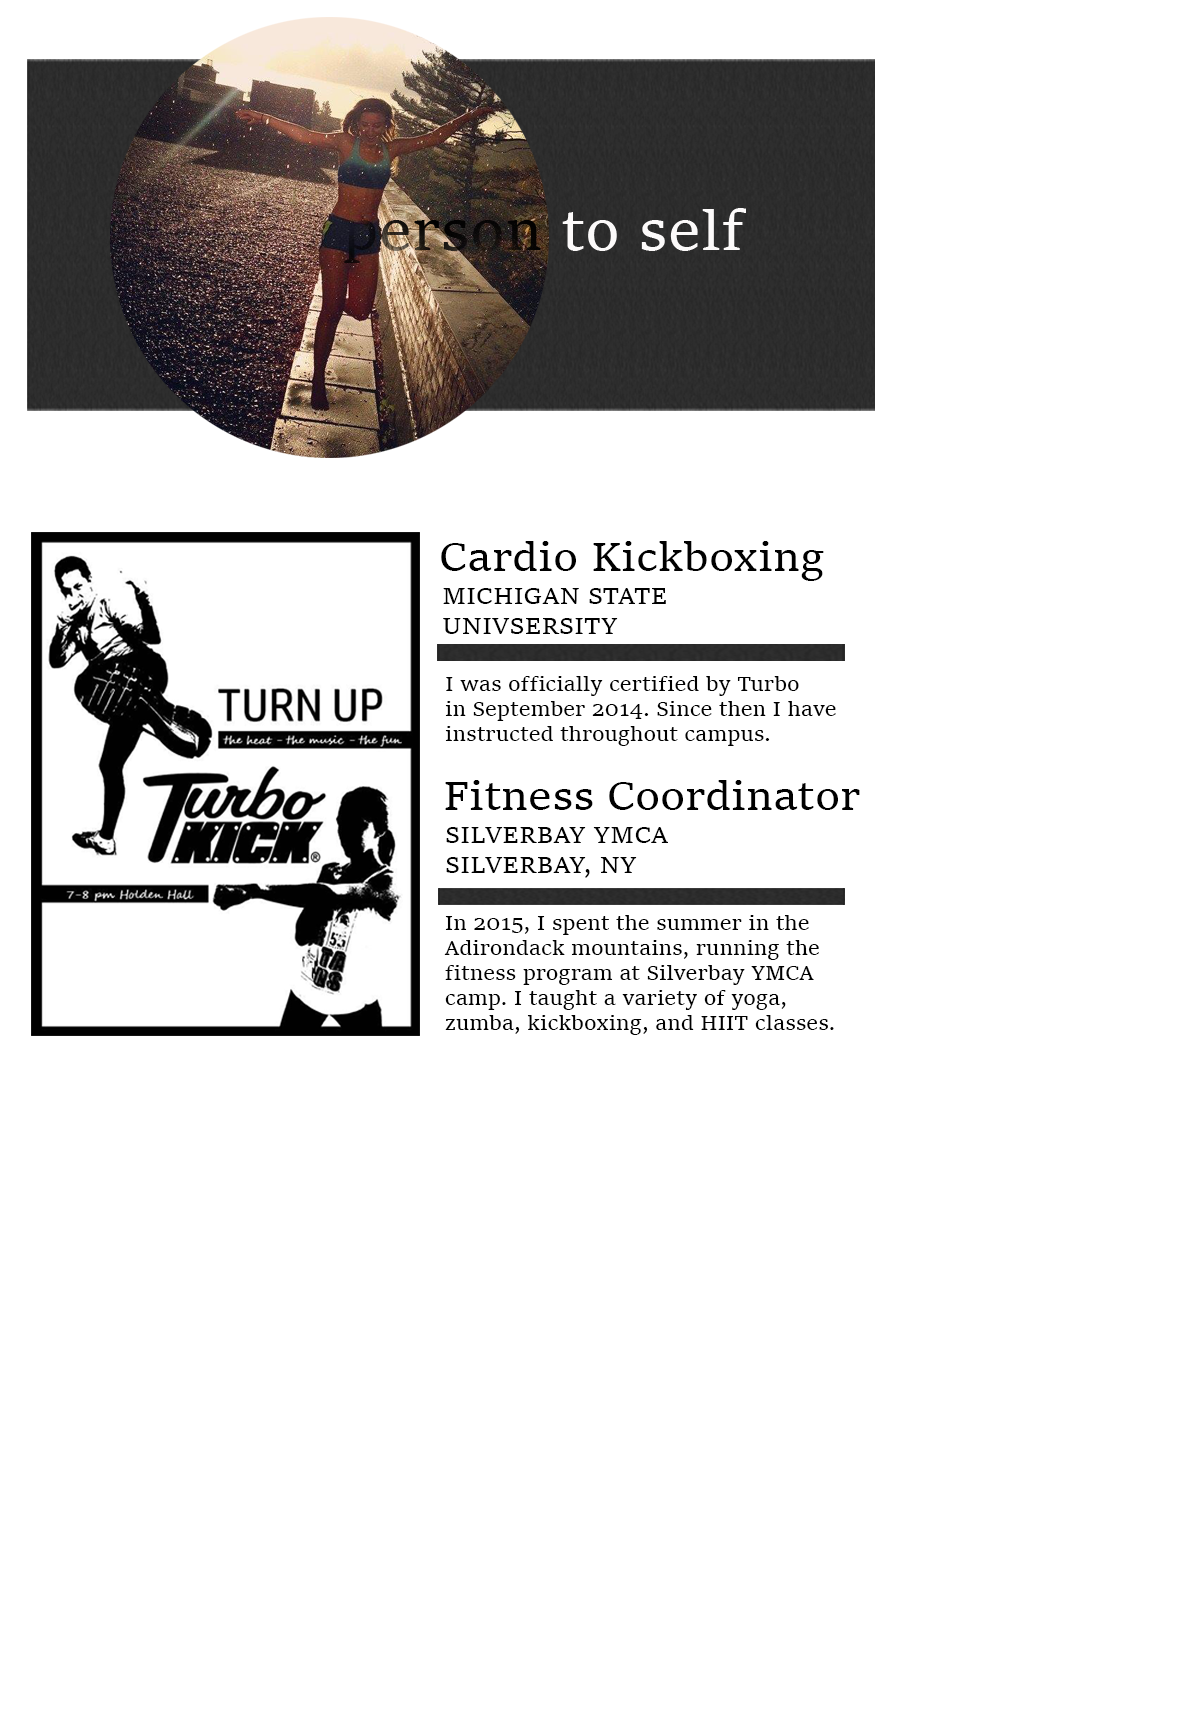 person to self
TURN UP
the heat - the music - the fun
Turbo
KICK®
7-8 pm Holden Hall
53
TA
NS
Cardio Kickboxing
MICHIGAN STATE
UNIVSERSITY
I was officially certified by Turbo
in September 2014. Since then I have
instructed throughout campus.
Fitness Coordinator
SILVERBAY YMCA
SILVERBAY, NY
In 2015, I spent the summer in the
Adirondack mountains, running the
fitness program at Silverbay YMCA
camp. I taught a variety of yoga,
zumba, kickboxing, and HIIT classes.